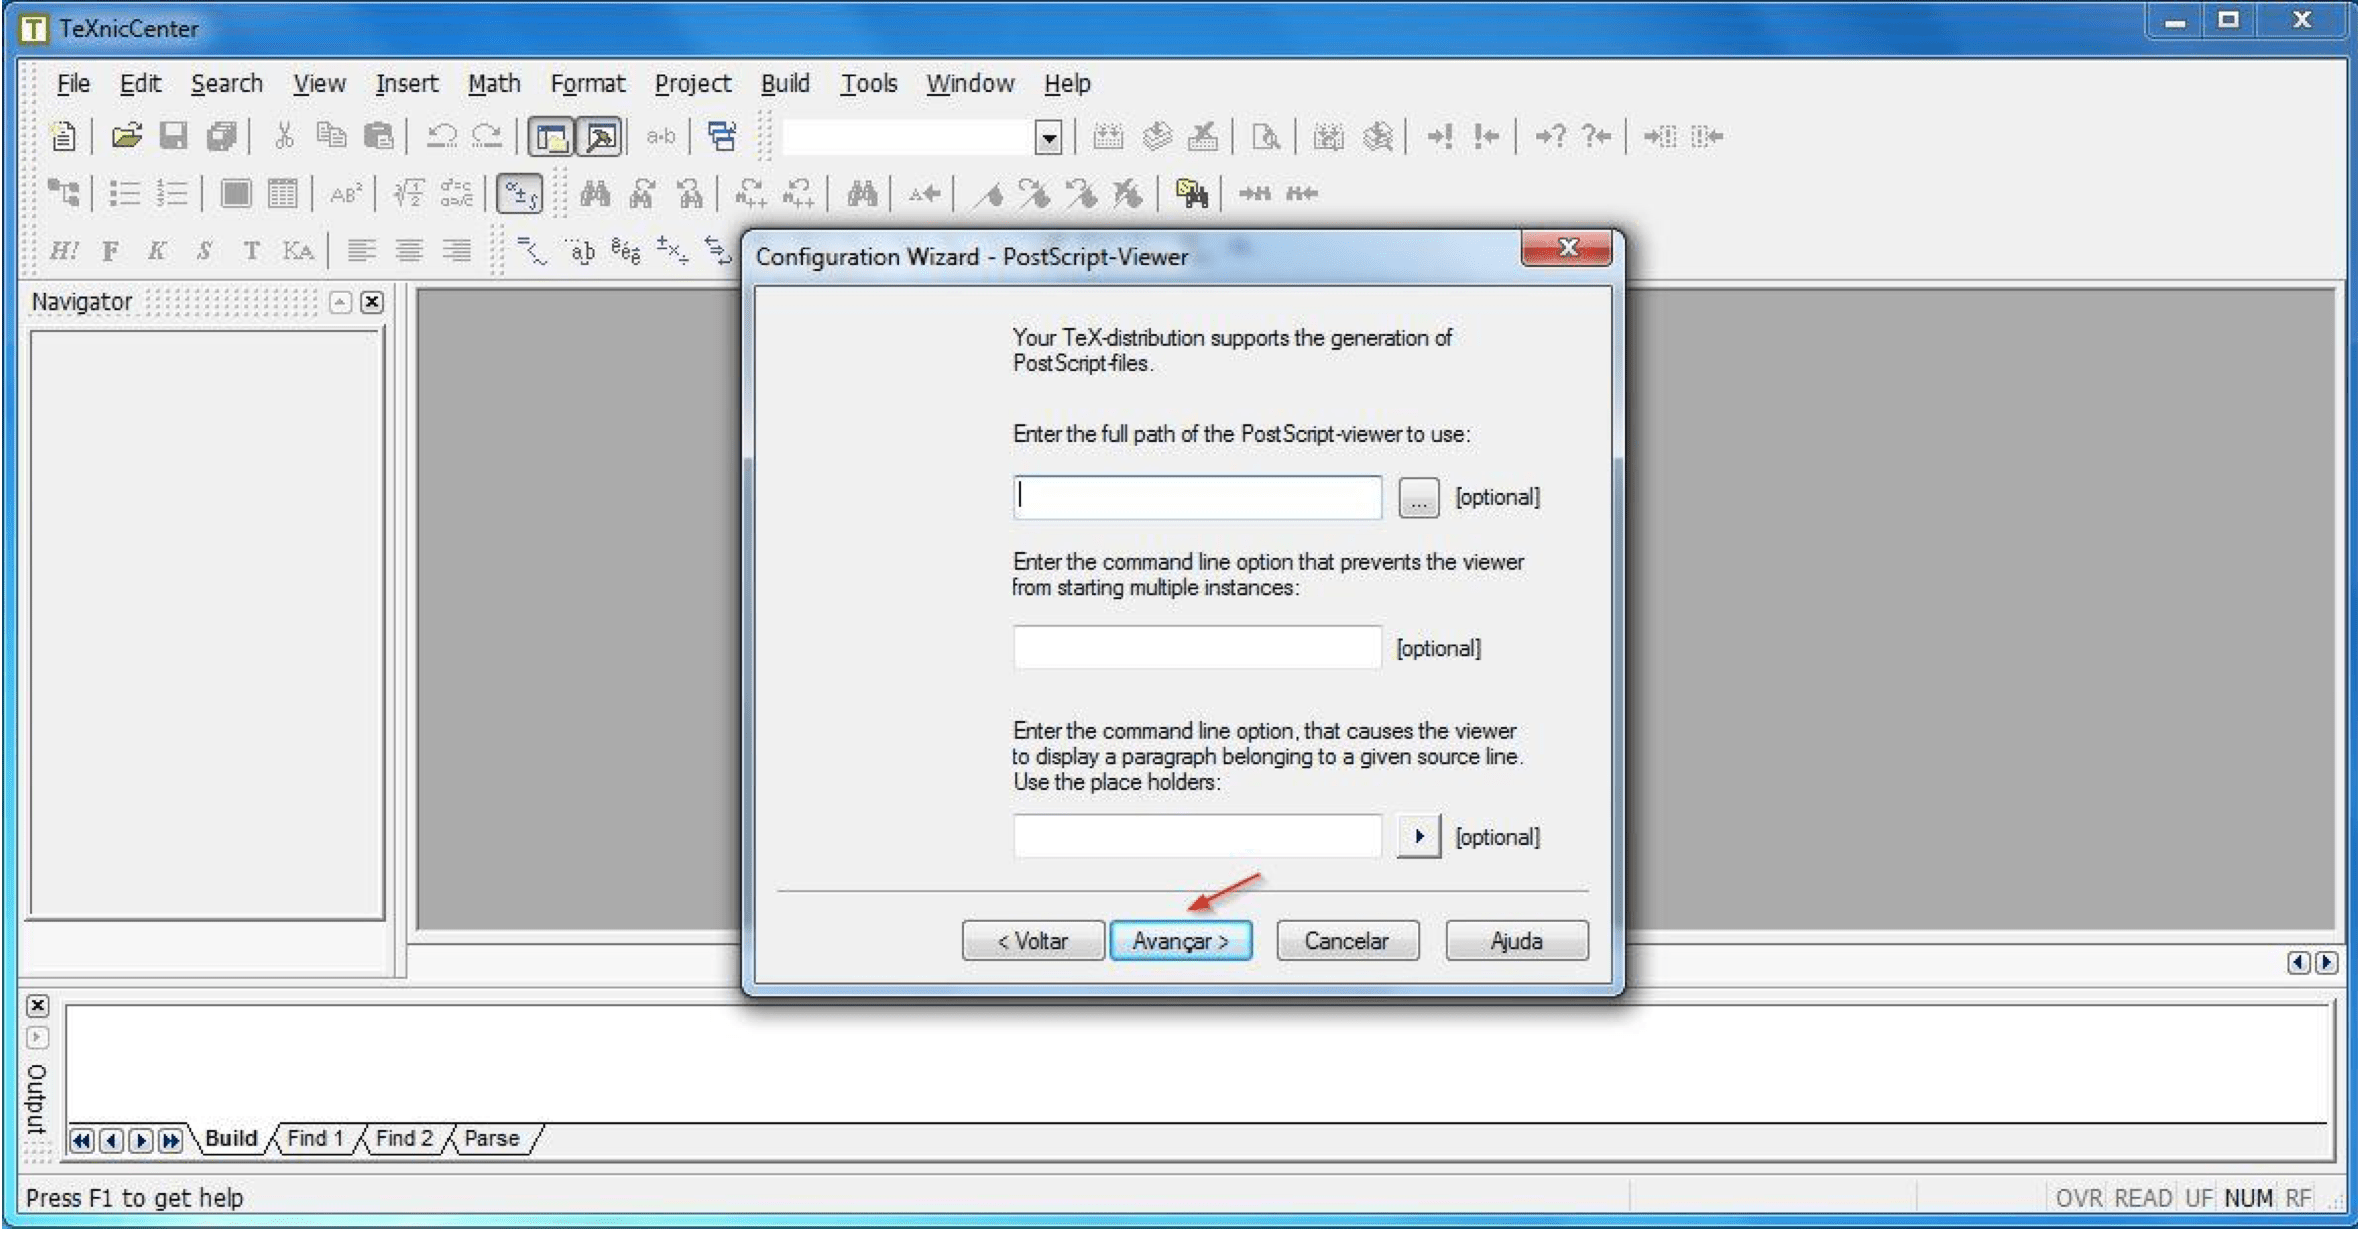 TeXnicCenter
File Edit Search View Insert Math Format Project Build Tools Window Help
a-b
AB²
H! F K S T KA
Navigator
Configuration Wizard - PostScript-Viewer
Your TeX-distribution supports the generation of
PostScript-files.
Enter the full path of the PostScript-viewer to use:
... [optional]
Enter the command line option that prevents the viewer
from starting multiple instances:
[optional]
Enter the command line option, that causes the viewer
to display a paragraph belonging to a given source line.
Use the place holders:
[optional]
< Voltar Avançar > Cancelar Ajuda
Output
Build Find 1 Find 2 Parse
Press F1 to get help
OVR READ UF NUM RF